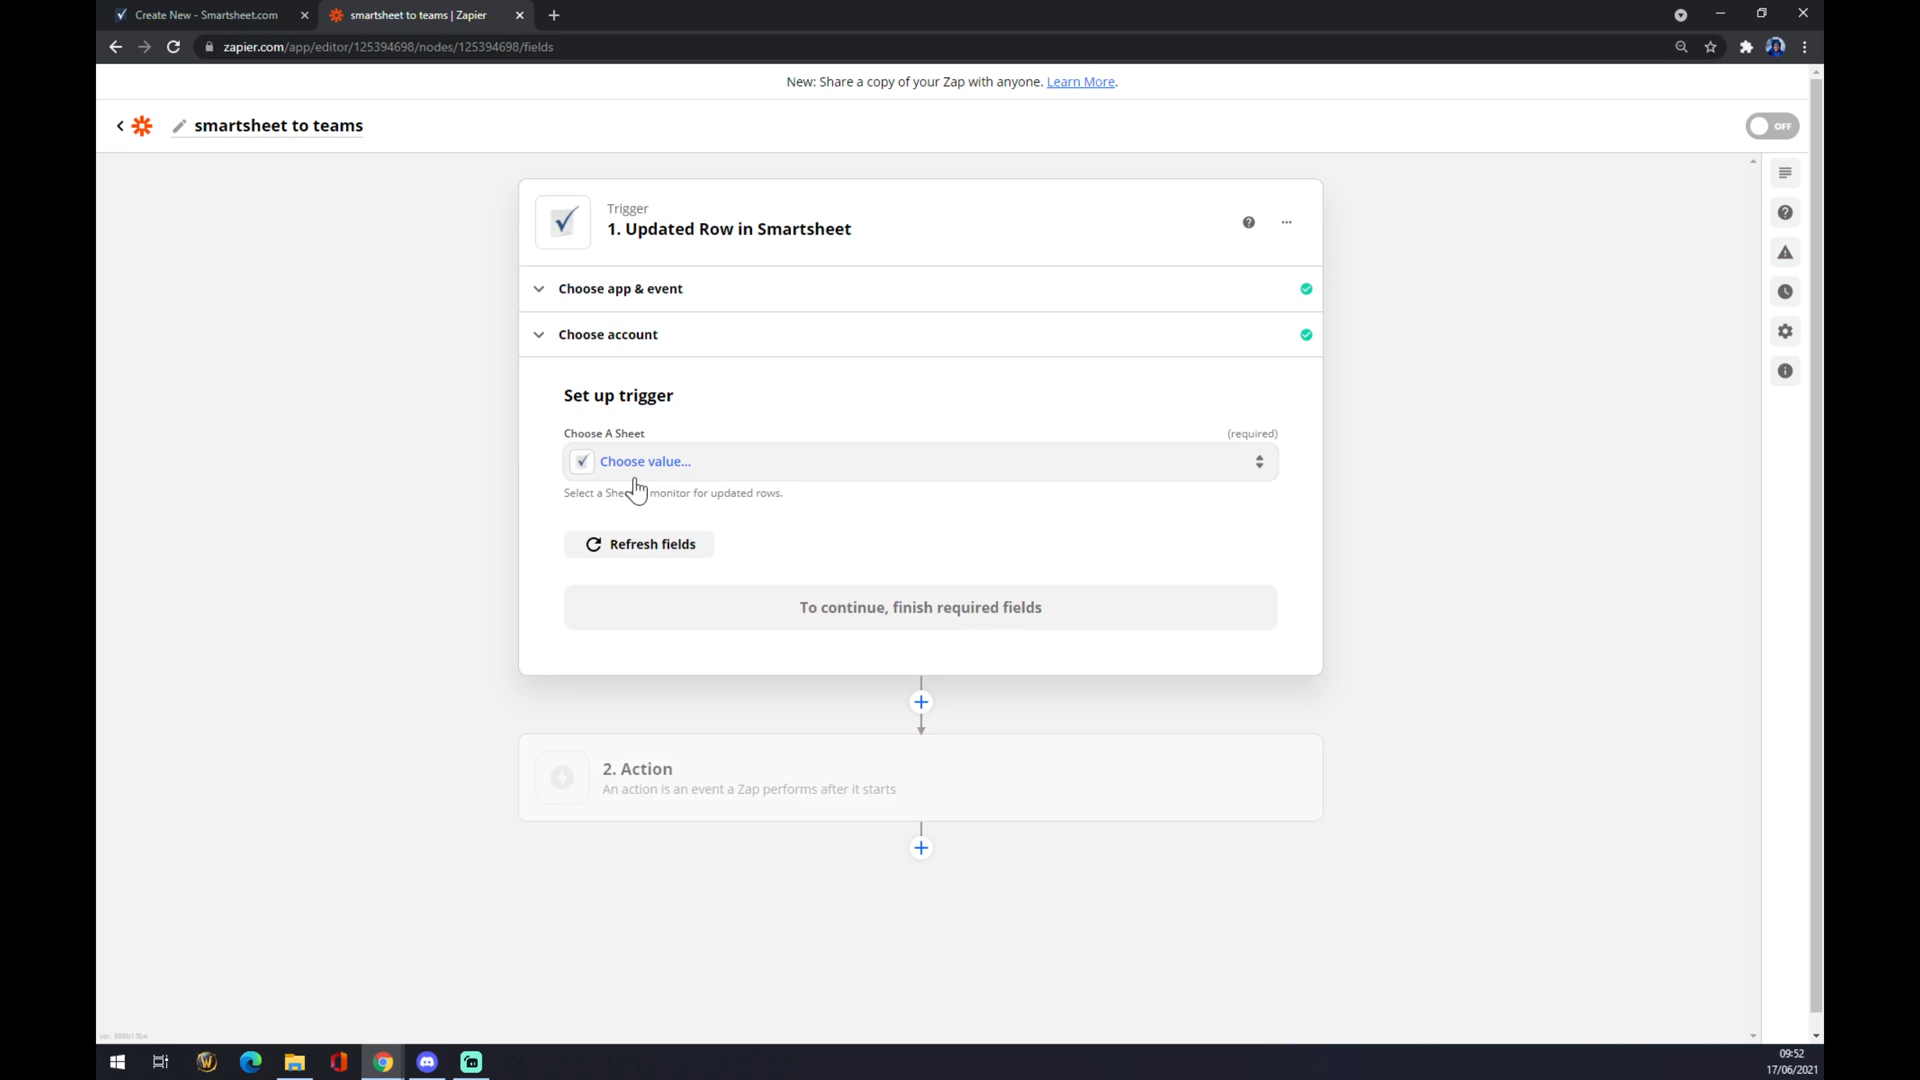 Create New - Smartsheet.com
smartsheet to teams | Zapier
zapier.com/app/editor/125394698/nodes/125394698/fields
New: Share a copy of your Zap with anyone. Learn More.
smartsheet to teams
OFF
Trigger
1. Updated Row in Smartsheet
Choose app & event
Choose account
Set up trigger
Choose A Sheet
(required)
Choose value...
Select a She monitor for updated rows.
Refresh fields
To continue, finish required fields
2. Action
An action is an event a Zap performs after it starts
09:52
17/06/2021